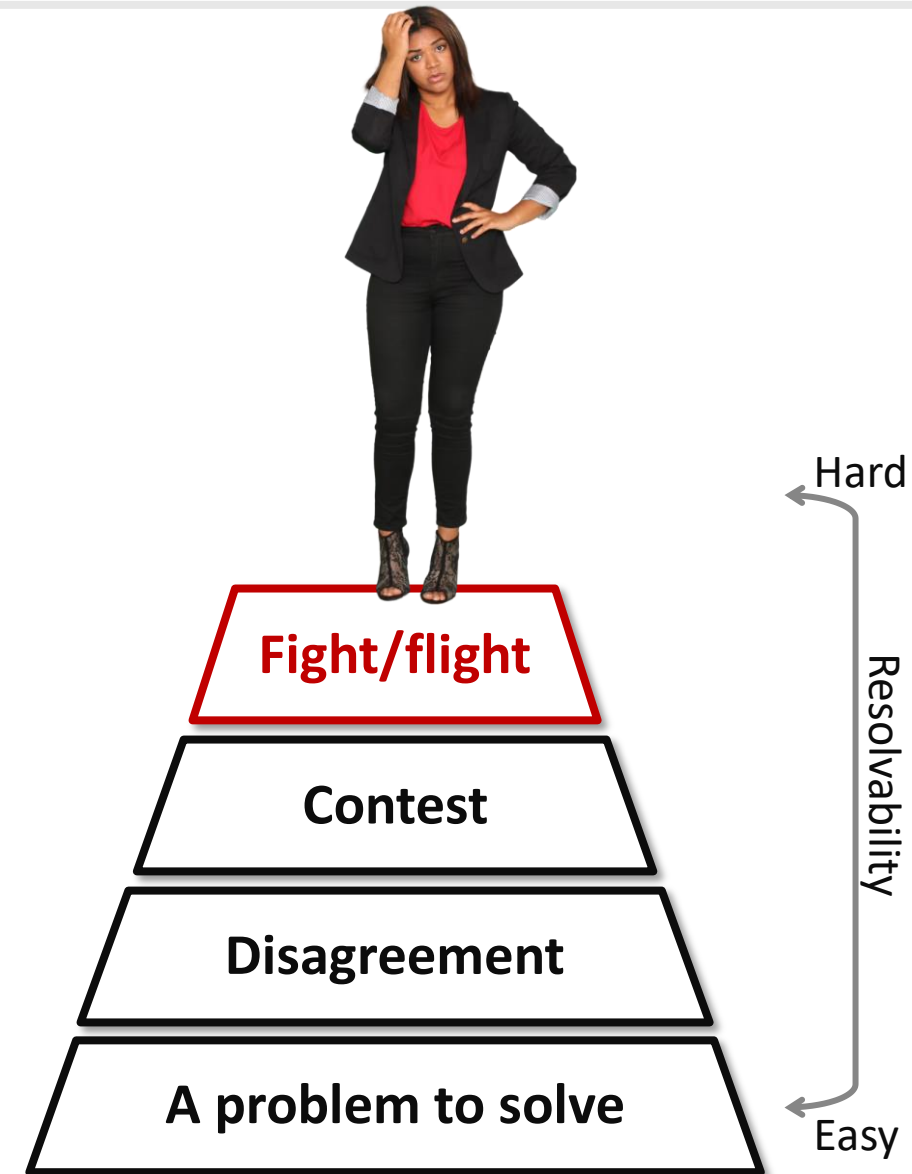 Hard
Fight/flight
Resolvability
Contest
Disagreement
A problem to solve
Easy